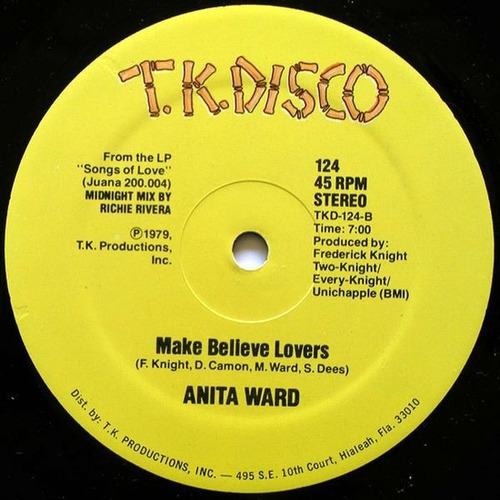 T.K.DISCO
From the LP
"Songs of Love"
(Juana 200.004)
MIDNIGHT MIX BY
RICHIE RIVERA
℗1979,
T.K. Productions,
Inc.
124
45 RPM
STEREO
TKD-124-B
Time: 7:00
Produced by:
Frederick Knight
Two-Knight/
Every-Knight/
Unichapple (BMI)
Make Believe Lovers
(F. Knight, D. Camon, M. Ward, S. Dees)
ANITA WARD
Dist. by: T.K. PRODUCTIONS, INC. — 495 S.E. 10th Court, Hialeah, Fla. 33010